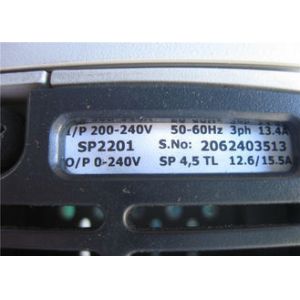 I/P 200-240V 50-60Hz 3ph 13.4A
SP2201 S.No: 2062403513
O/P 0-240V SP 4,5 TL 12.6/15.5A